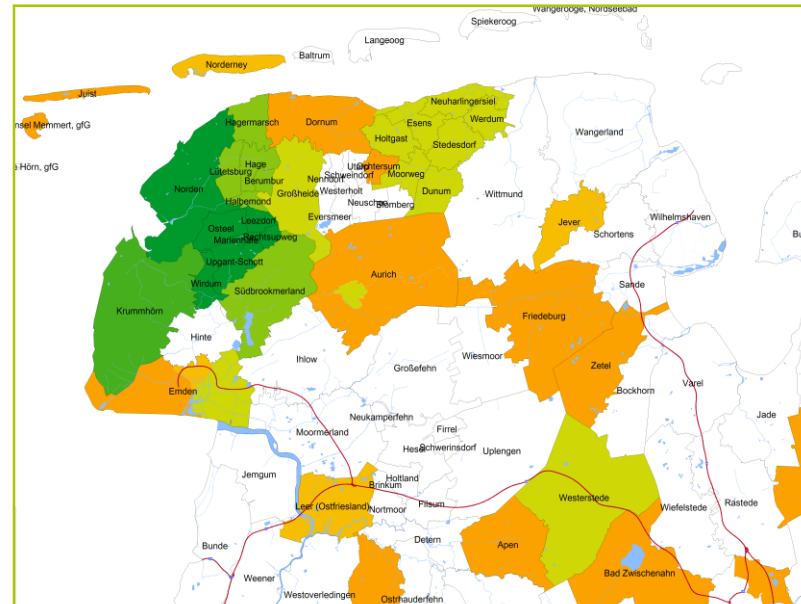 Wangerooge, Nordseebad
Spiekeroog
Langeoog
Baltrum
Norderney
Juist
nsel Memmert, gfG
Hörn, gfG
Neuharlingersiel
Werdum
Hagermarsch
Dornum
Esens
Holtgast
Stedesdorf
Wangerland
Hage
Lütetsburg
Berumbur
Utarp
Ochtersum
Schweindorf
Nenndorf
Moorweg
Norden
Großheide
Westerholt
Dunum
Wittmund
Halbemond
Neuschoo
Blomberg
Eversmeer
Leezdorf
Osteel
Marienhafe
Rechtsupweg
Jever
Wilhelmshaven
Schortens
Upgant-Schott
Aurich
Wirdum
Südbrookmerland
Sande
Krummhörn
Friedeburg
Hinte
Ihlow
Großefehn
Wiesmoor
Zetel
Emden
Bockhorn
Varel
Neukamperfehn
Jade
Firrel
Moormerland
Schwerinsdorf
Hesel
Uplengen
Jemgum
Holtland
Brinkum
Westerstede
Leer (Ostfriesland)
Nortmoor
Filsum
Wiefelstede
Rastede
Detern
Apen
Bunde
Bad Zwischenahn
Weener
Westoverledingen
Ostrhauderfehn